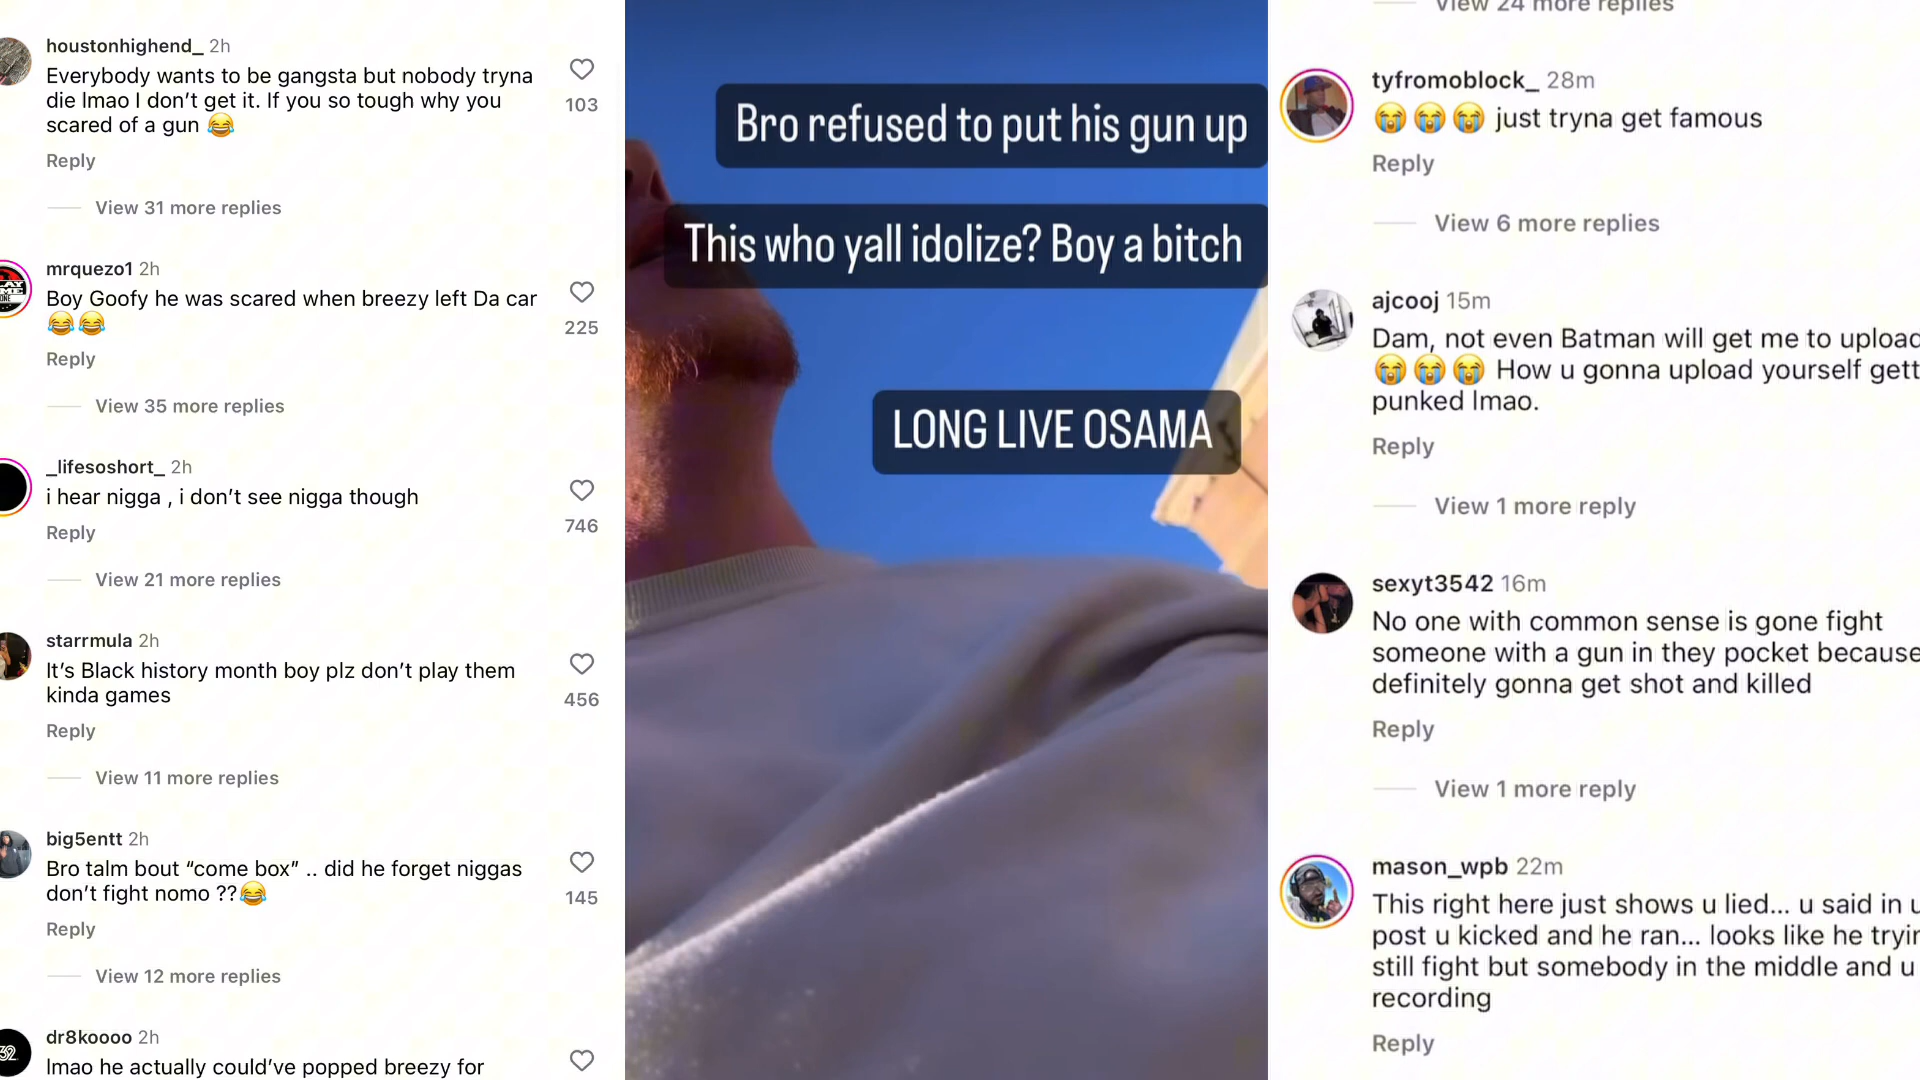 houstonhighend_ 2h
Everybody wants to be gangsta but nobody tryna
die lmao I don’t get it. If you so tough why you
scared of a gun 😂
103
Reply
View 31 more replies
mrquezo1 2h
Boy Goofy he was scared when breezy left Da car
😂😂
225
Reply
View 35 more replies
_lifesoshort_ 2h
i hear nigga , i don’t see nigga though
746
Reply
View 21 more replies
starrmula 2h
It’s Black history month boy plz don’t play them
kinda games
456
Reply
View 11 more replies
big5entt 2h
Bro talm bout “come box” .. did he forget niggas
don’t fight nomo ??😂
145
Reply
View 12 more replies
dr8koooo 2h
lmao he actually could’ve popped breezy for
Bro refused to put his gun up
This who yall idolize? Boy a bitch
LONG LIVE OSAMA
View 24 more replies
tyfromoblock_ 28m
😭😭😭 just tryna get famous
Reply
View 6 more replies
ajcooj 15m
Dam, not even Batman will get me to upload
😭😭😭 How u gonna upload yourself gett
punked lmao.
Reply
View 1 more reply
sexyt3542 16m
No one with common sense is gone fight
someone with a gun in they pocket because
definitely gonna get shot and killed
Reply
View 1 more reply
mason_wpb 22m
This right here just shows u lied... u said in u
post u kicked and he ran... looks like he tryin
still fight but somebody in the middle and u
recording
Reply